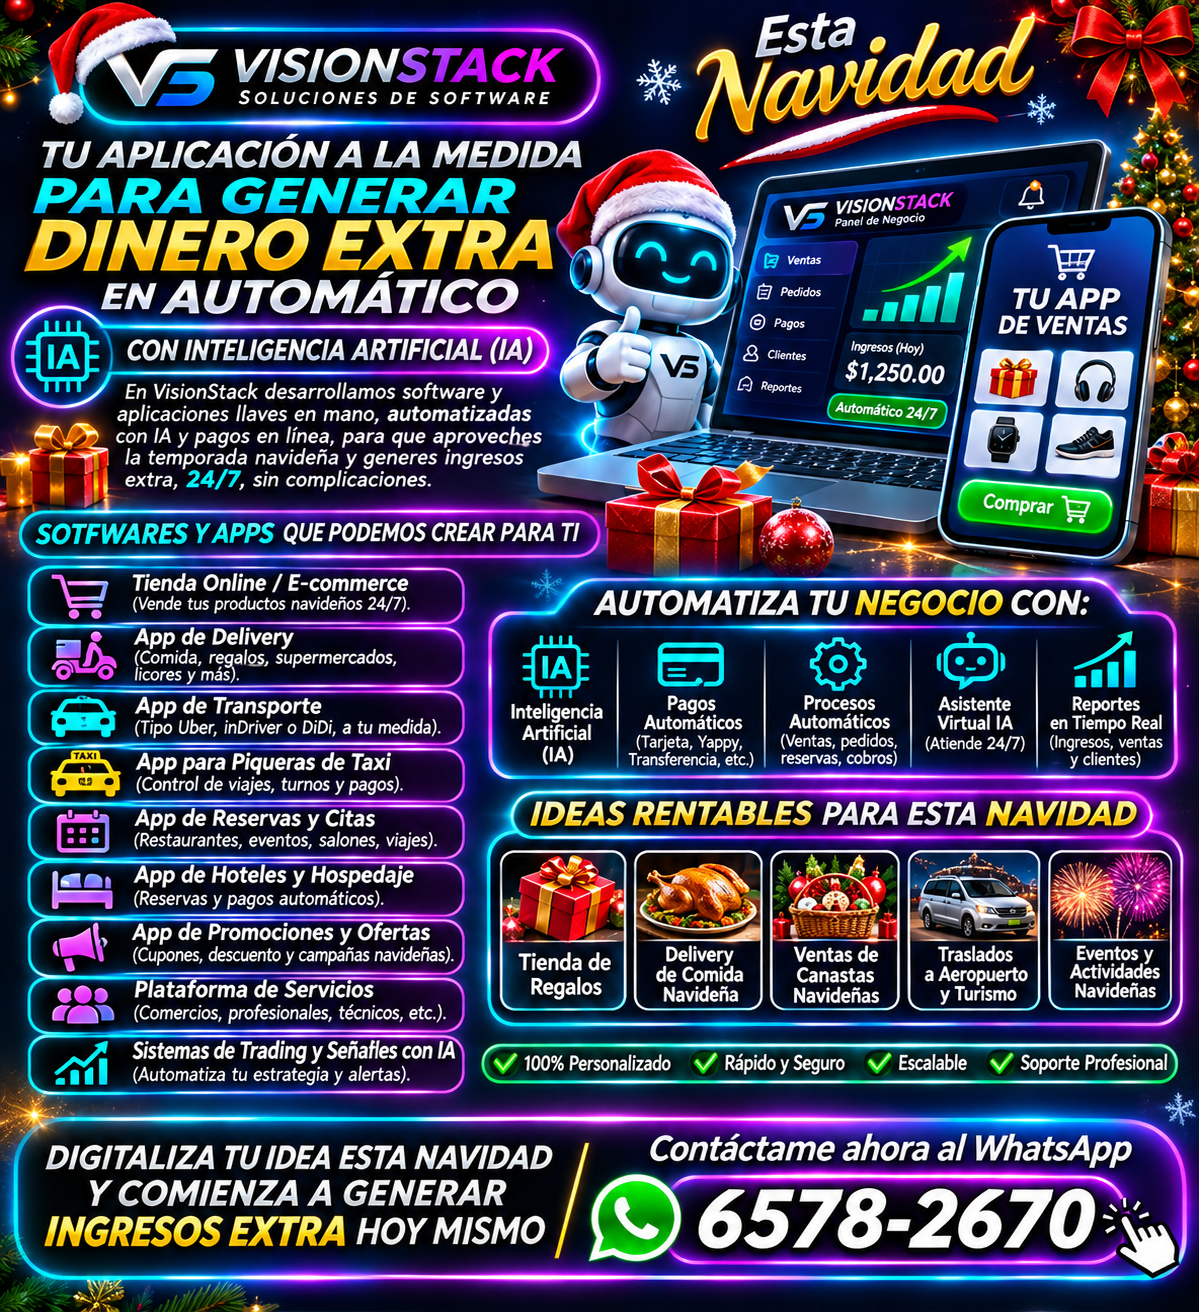 VS VISIONSTACK
SOLUCIONES DE SOFTWARE
Esta
Navidad
TU APLICACIÓN A LA MEDIDA
PARA GENERAR
DINERO EXTRA
EN AUTOMÁTICO
IA
CON INTELIGENCIA ARTIFICIAL (IA)
En VisionStack desarrollamos software y
aplicaciones llaves en mano, automatizadas
con IA y pagos en línea, para que aproveches
la temporada navideña y generes ingresos
extra, 24/7, sin complicaciones.
VS
VS VISIONSTACK
Panel de Negocio
Ventas
Pedidos
Pagos
Clientes
Reportes
Ingresos (Hoy)
$1,250.00
Automático 24/7
TU APP
DE VENTAS
Comprar
SOTFWARES Y APPS QUE PODEMOS CREAR PARA TI
Tienda Online / E-commerce
(Vende tus productos navideños 24/7).
App de Delivery
(Comida, regalos, supermercados,
licores y más).
App de Transporte
(Tipo Uber, inDriver o DiDi, a tu medida).
TAXI
App para Piqueras de Taxi
(Control de viajes, turnos y pagos).
App de Reservas y Citas
(Restaurantes, eventos, salones, viajes).
App de Hoteles y Hospedaje
(Reservas y pagos automáticos).
App de Promociones y Ofertas
(Cupones, descuento y campañas navideñas).
Plataforma de Servicios
(Comercios, profesionales, técnicos, etc.).
Sistemas de Trading y Señafles con IA
(Automatiza tu estrategia y alertas).
AUTOMATIZA TU NEGOCIO CON:
IA
Inteligencia
Artificial
(IA)
Pagos
Automáticos
(Tarjeta, Yappy,
Transferencia, etc.)
Procesos
Automáticos
(Ventas, pedidos,
reservas, cobros)
Asistente
Virtual IA
(Atiende 24/7)
Reportes
en Tiempo Real
(Ingresos, ventas
y clientes)
IDEAS RENTABLES PARA ESTA NAVIDAD
Tienda de
Regalos
Delivery
de Comida
Navideña
Ventas de
Canastas
Navideñas
Traslados
a Aeropuerto
y Turismo
Eventos y
Actividades
Navideñas
100% Personalizado
Rápido y Seguro
Escalable
Soporte Profesional
DIGITALIZA TU IDEA ESTA NAVIDAD
Y COMIENZA A GENERAR
INGRESOS EXTRA HOY MISMO
Contáctame ahora al WhatsApp
6578-2670